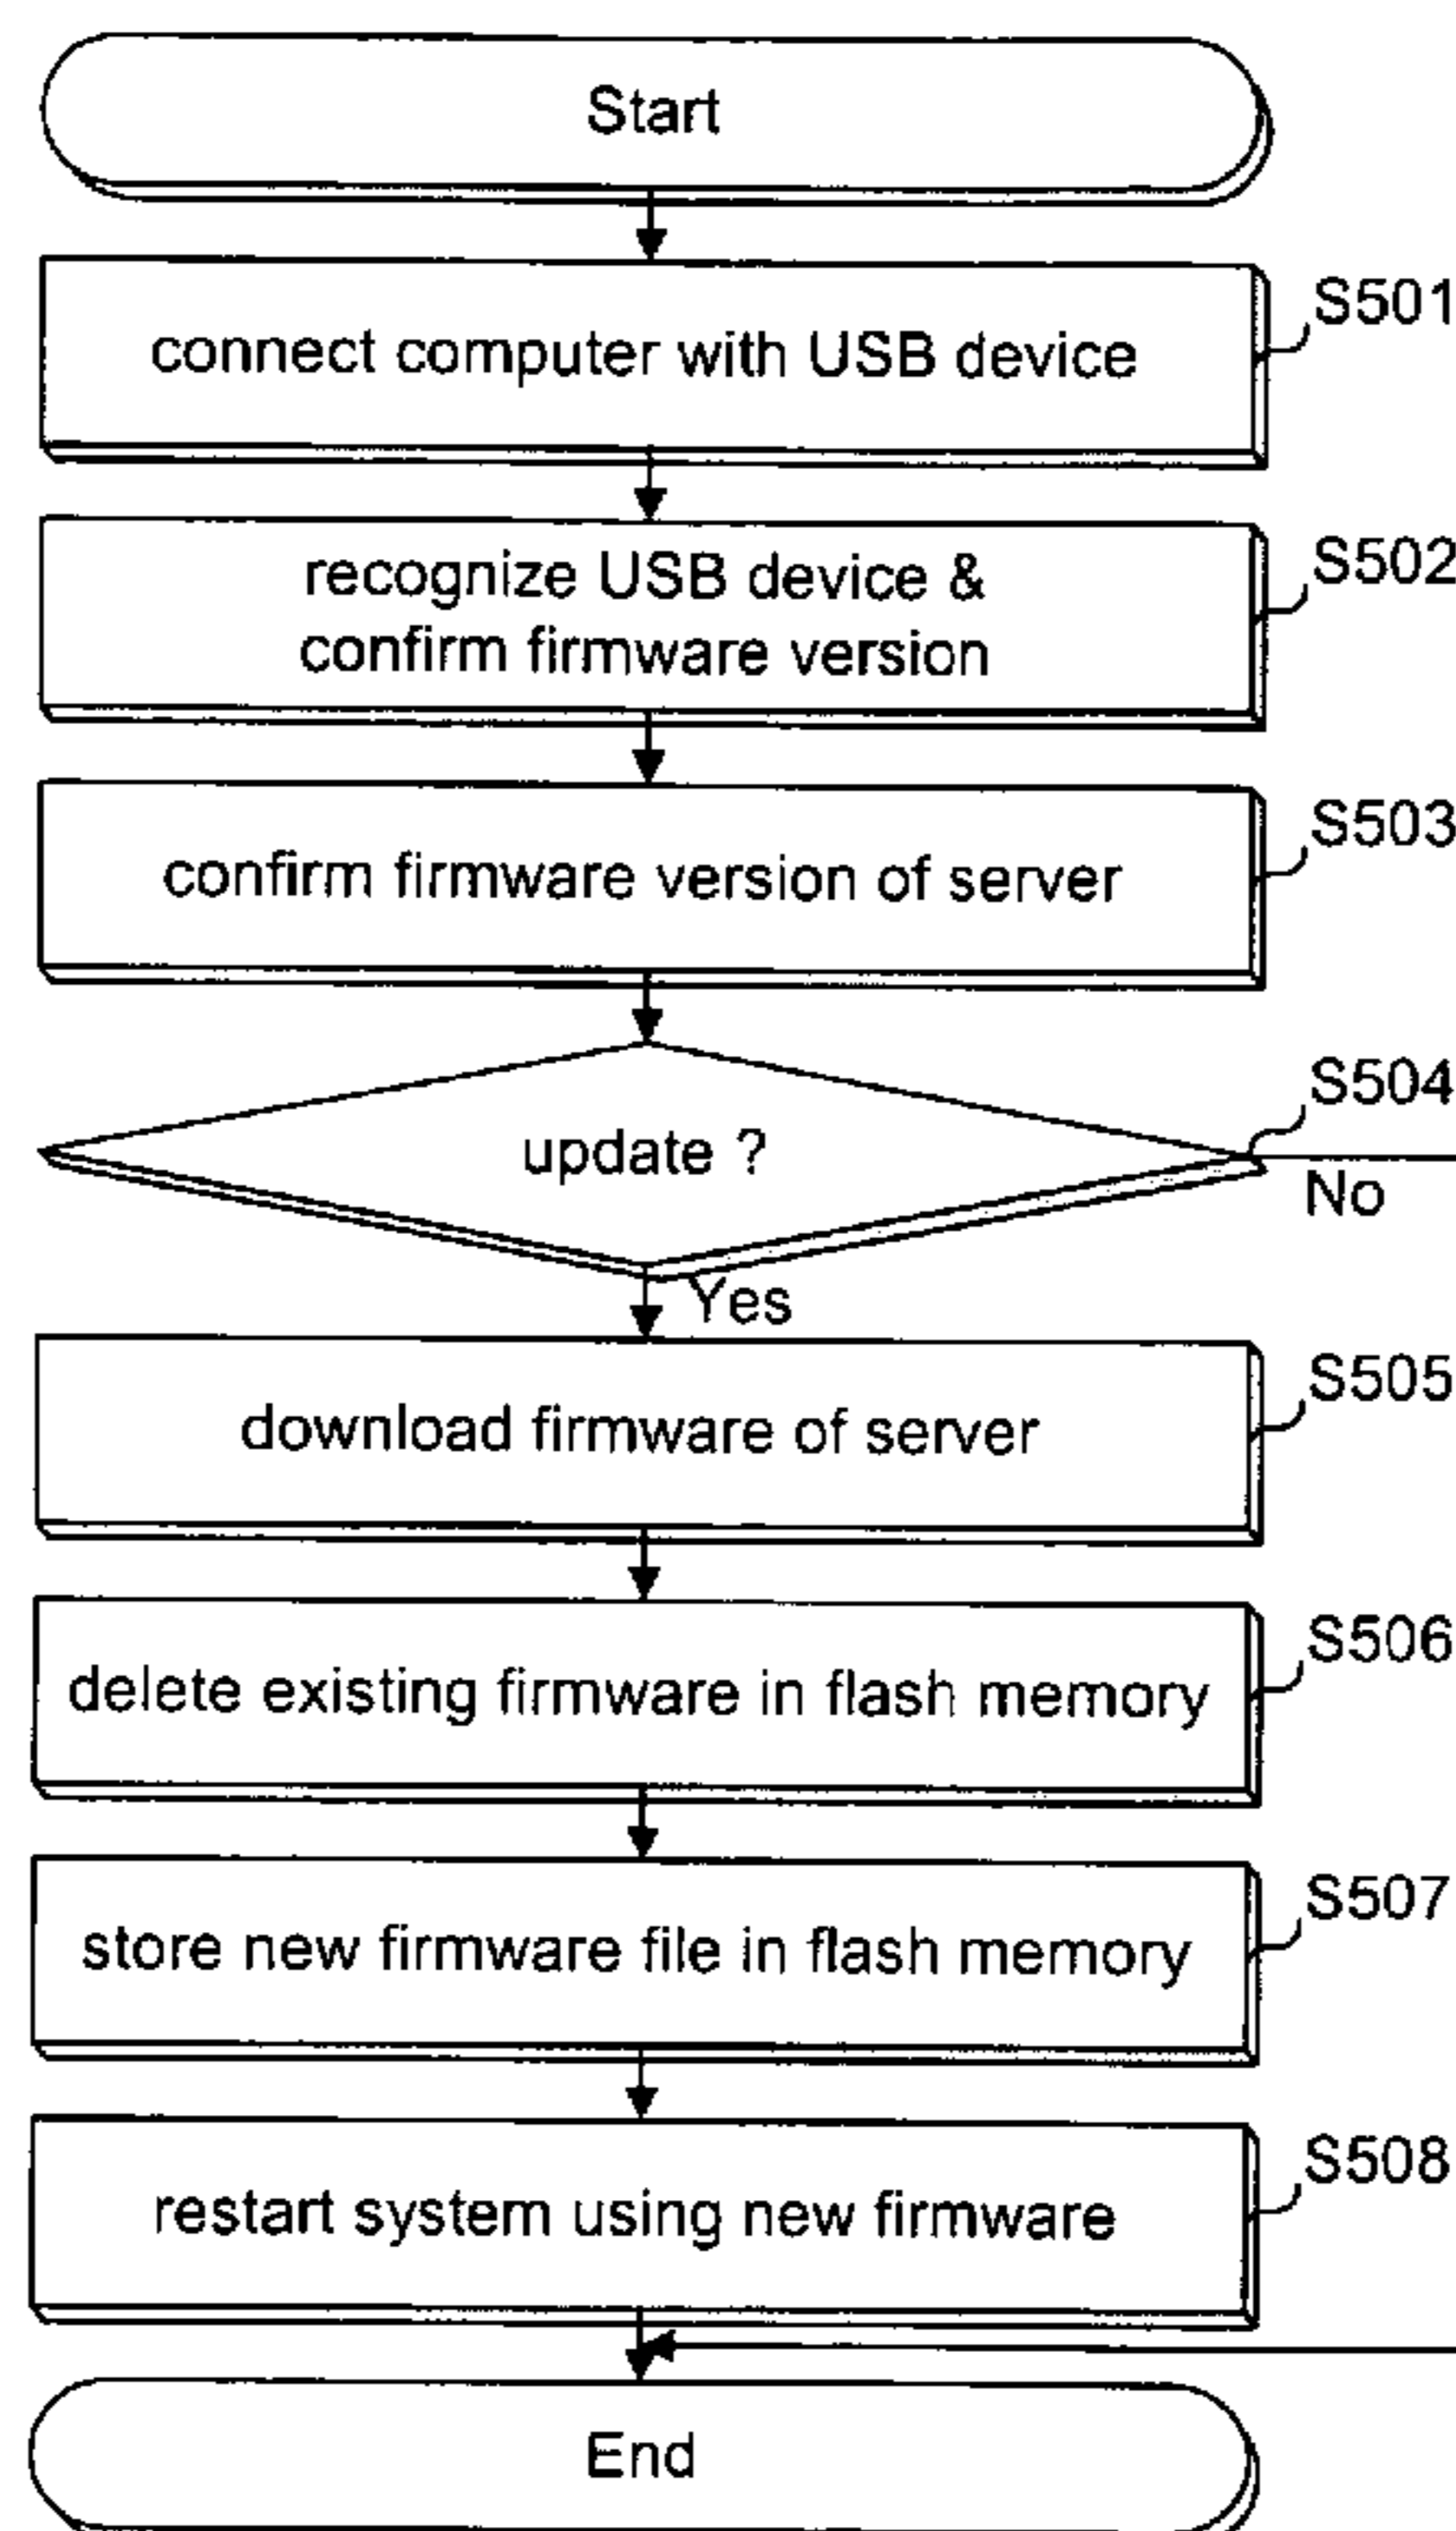 Start
connect computer with USB device
S501
recognize USB device &
confirm firmware version
S502
confirm firmware version of server
S503
update ?
S504
No
Yes
download firmware of server
S505
delete existing firmware in flash memory
S506
store new firmware file in flash memory
S507
restart system using new firmware
S508
End